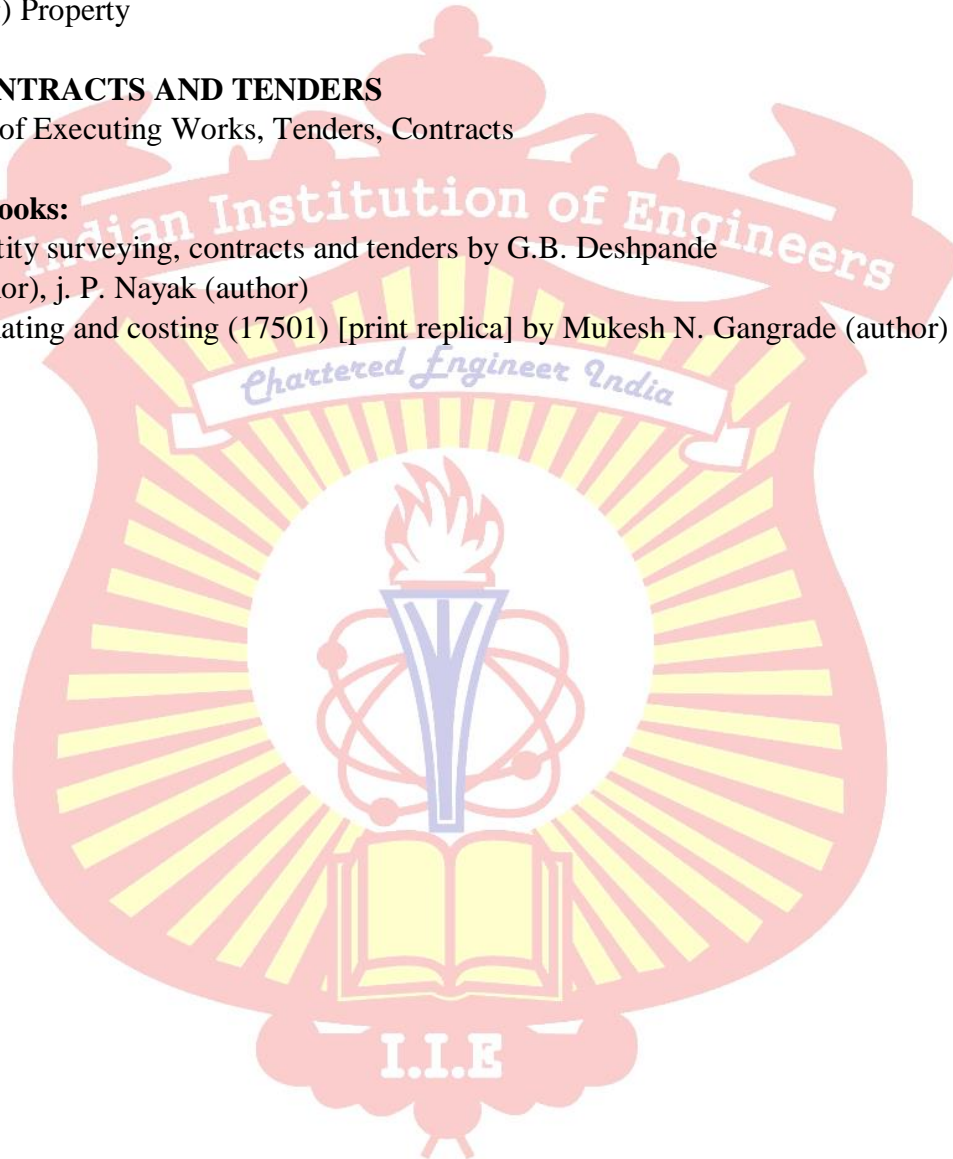 ) Property
NTRACTS AND TENDERS
of Executing Works, Tenders, Contracts
ooks:
Indian Institution of Engineers
tity surveying, contracts and tenders by G.B. Deshpande
or), j. P. Nayak (author)
ating and costing (17501) [print replica] by Mukesh N. Gangrade (author)
Chartered Engineer India
I.I.E